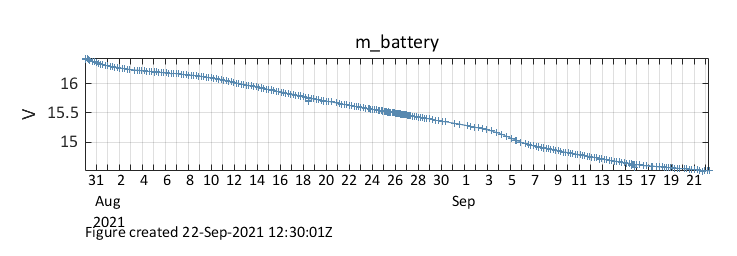 m_battery
V
16
15.5
15
31 2 4 6 8 10 12 14 16 18 20 22 24 26 28 30 1 3 5 7 9 11 13 15 17 19 21
Aug Sep
2021
Figure created 22-Sep-2021 12:30:01Z